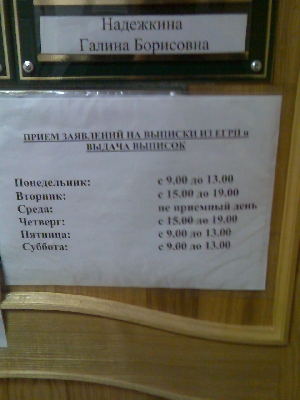 Надежкина
Галина Борисовна
ПРИЕМ ЗАЯВЛЕНИЙ НА ВЫПИСКИ ИЗ ЕГРП и
ВЫДАЧА ВЫПИСОК
Понедельник: с 9.00 до 13.00
Вторник: с 15.00 до 19.00
Среда: не приемный день
Четверг: с 15.00 до 19.00
Пятница: с 9.00 до 13.00
Суббота: с 9.00 до 13.00